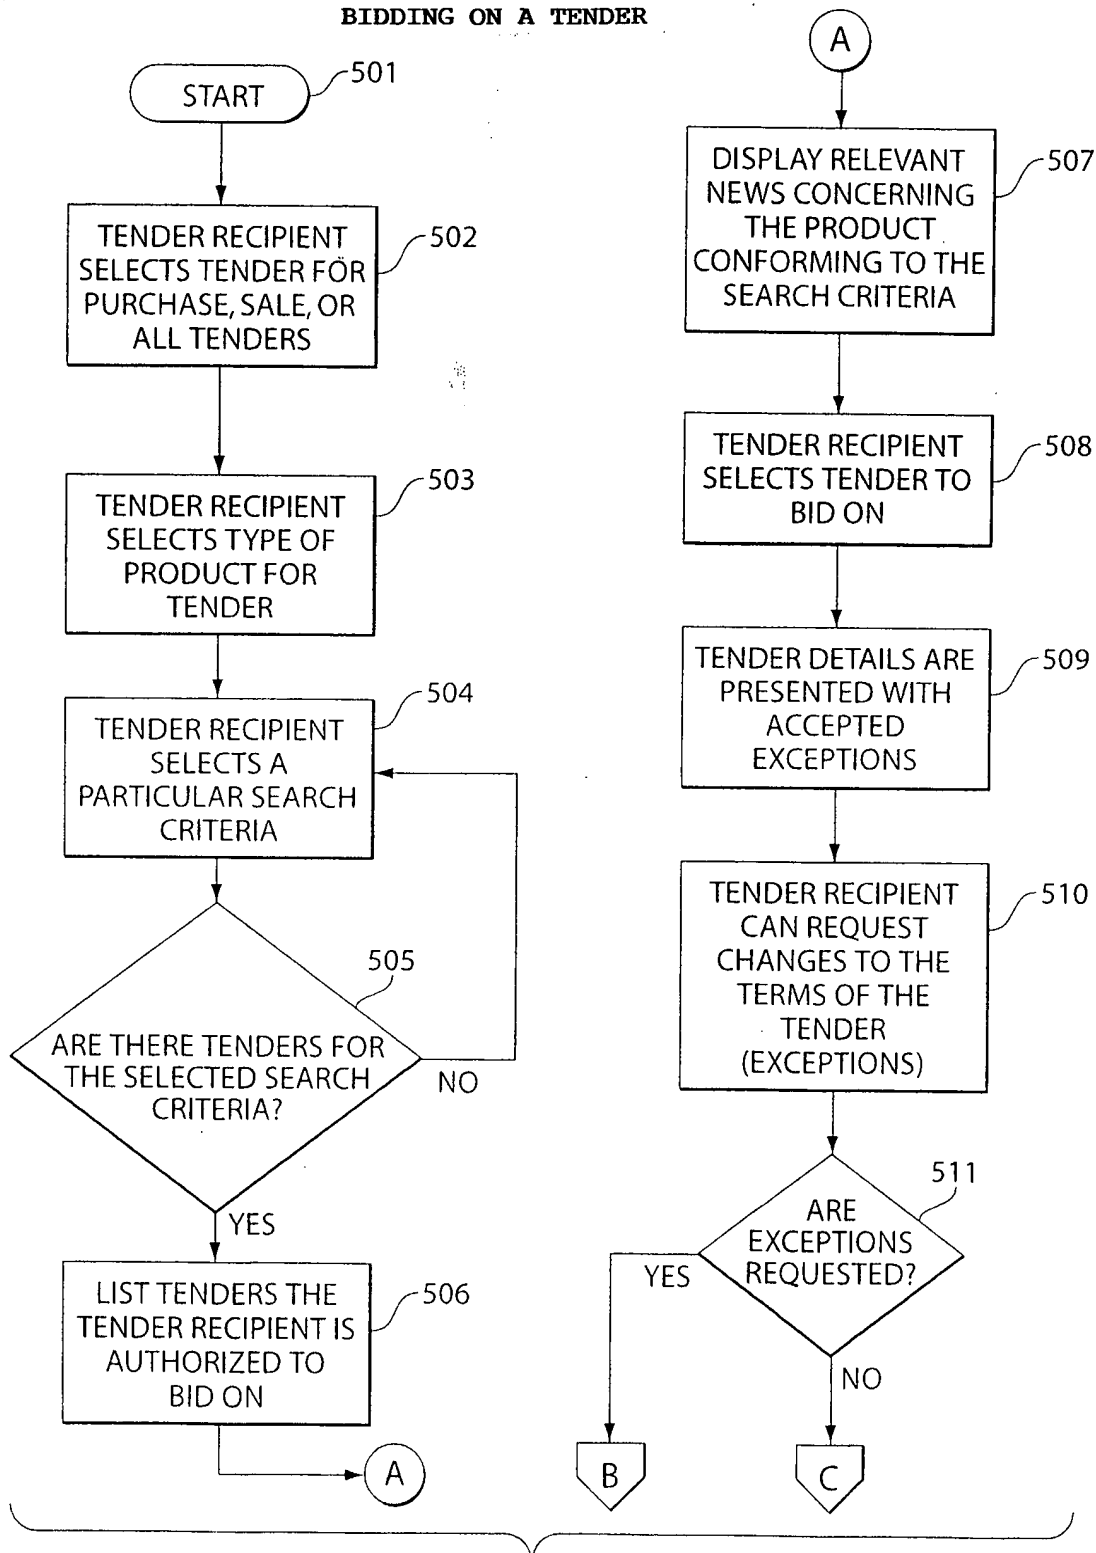 BIDDING ON A TENDER
START
501
TENDER RECIPIENT
SELECTS TENDER FOR
PURCHASE, SALE, OR
ALL TENDERS
502
TENDER RECIPIENT
SELECTS TYPE OF
PRODUCT FOR
TENDER
503
TENDER RECIPIENT
SELECTS A
PARTICULAR SEARCH
CRITERIA
504
505
ARE THERE TENDERS FOR
THE SELECTED SEARCH
CRITERIA?
NO
YES
LIST TENDERS THE
TENDER RECIPIENT IS
AUTHORIZED TO
BID ON
506
A
A
DISPLAY RELEVANT
NEWS CONCERNING
THE PRODUCT
CONFORMING TO THE
SEARCH CRITERIA
507
TENDER RECIPIENT
SELECTS TENDER TO
BID ON
508
TENDER DETAILS ARE
PRESENTED WITH
ACCEPTED
EXCEPTIONS
509
TENDER RECIPIENT
CAN REQUEST
CHANGES TO THE
TERMS OF THE
TENDER
(EXCEPTIONS)
510
511
ARE
EXCEPTIONS
REQUESTED?
YES
NO
B
C